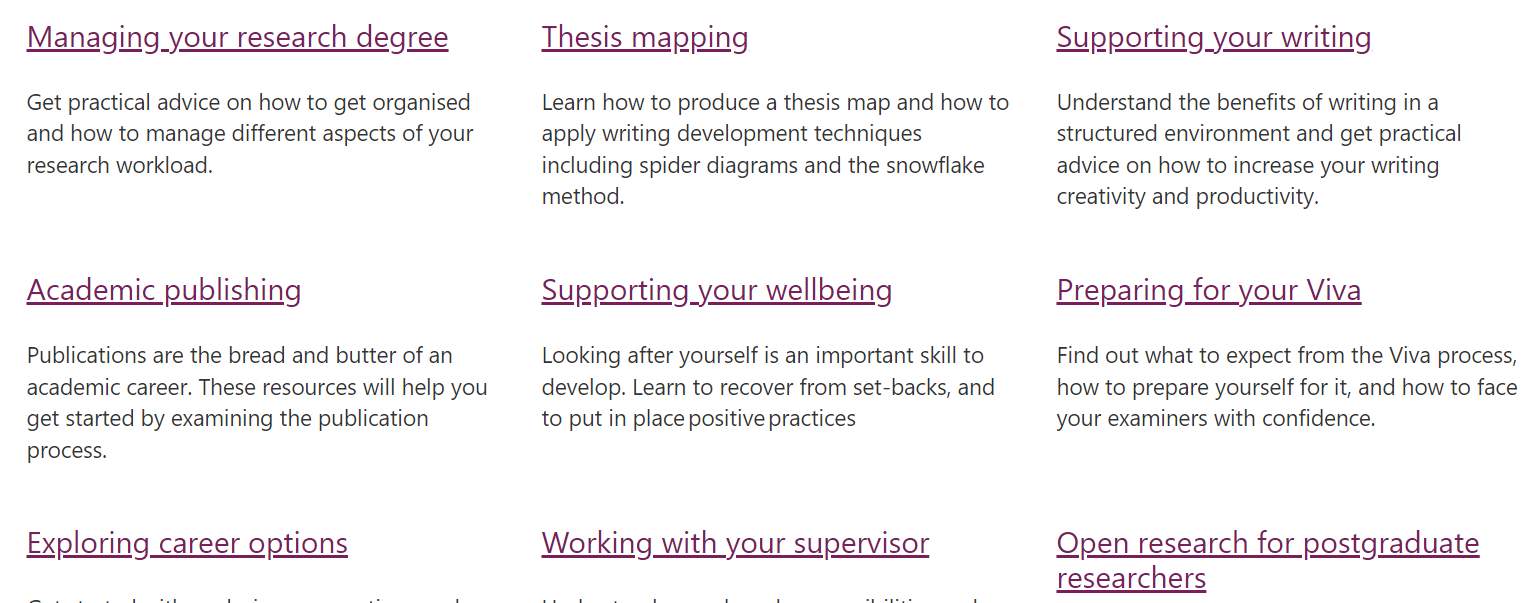 Managing your research degree
Get practical advice on how to get organised
and how to manage different aspects of your
research workload.
Thesis mapping
Learn how to produce a thesis map and how to
apply writing development techniques
including spider diagrams and the snowflake
method.
Supporting your writing
Understand the benefits of writing in a
structured environment and get practical
advice on how to increase your writing
creativity and productivity.
Academic publishing
Publications are the bread and butter of an
academic career. These resources will help you
get started by examining the publication
process.
Supporting your wellbeing
Looking after yourself is an important skill to
develop. Learn to recover from set-backs, and
to put in place positive practices
Preparing for your Viva
Find out what to expect from the Viva process,
how to prepare yourself for it, and how to face
your examiners with confidence.
Exploring career options
Working with your supervisor
Open research for postgraduate
researchers